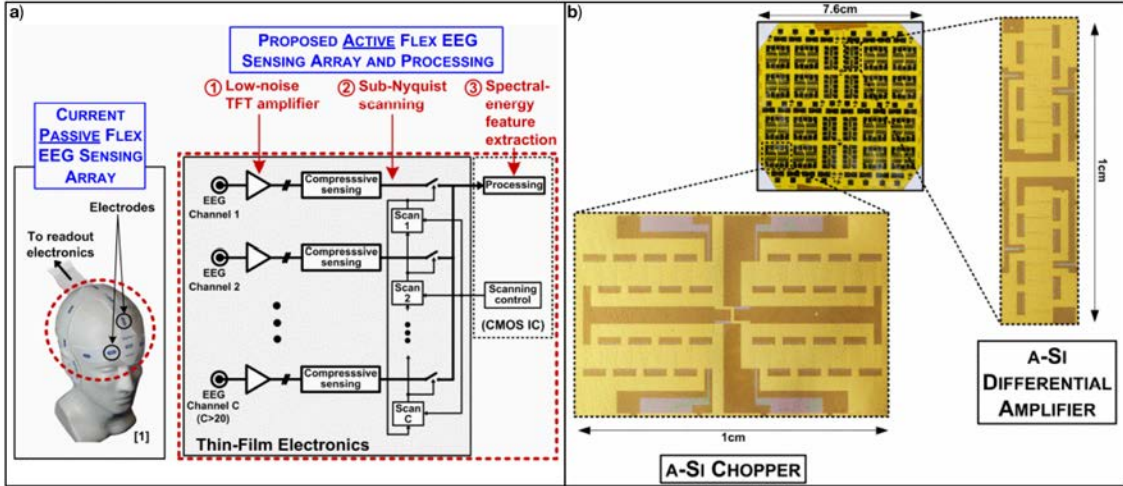 a)
PROPOSED ACTIVE FLEX EEG
SENSING ARRAY AND PROCESSING
1 Low-noise
TFT amplifier
2 Sub-Nyquist
scanning
3 Spectral-
energy
feature
extraction
CURRENT
PASSIVE FLEX
EEG SENSING
ARRAY
Electrodes
To readout
electronics
[1]
EEG
Channel 1
Compresssive
sensing
Processing
Scan
1
EEG
Channel 2
Compresssive
sensing
Scan
2
Scanning
control
(CMOS IC)
EEG
Channel C
(C>20)
Compresssive
sensing
Scan
C
Thin-Film Electronics
b)
7.6cm
1cm
1cm
A-SI
DIFFERENTIAL
AMPLIFIER
A-SI CHOPPER